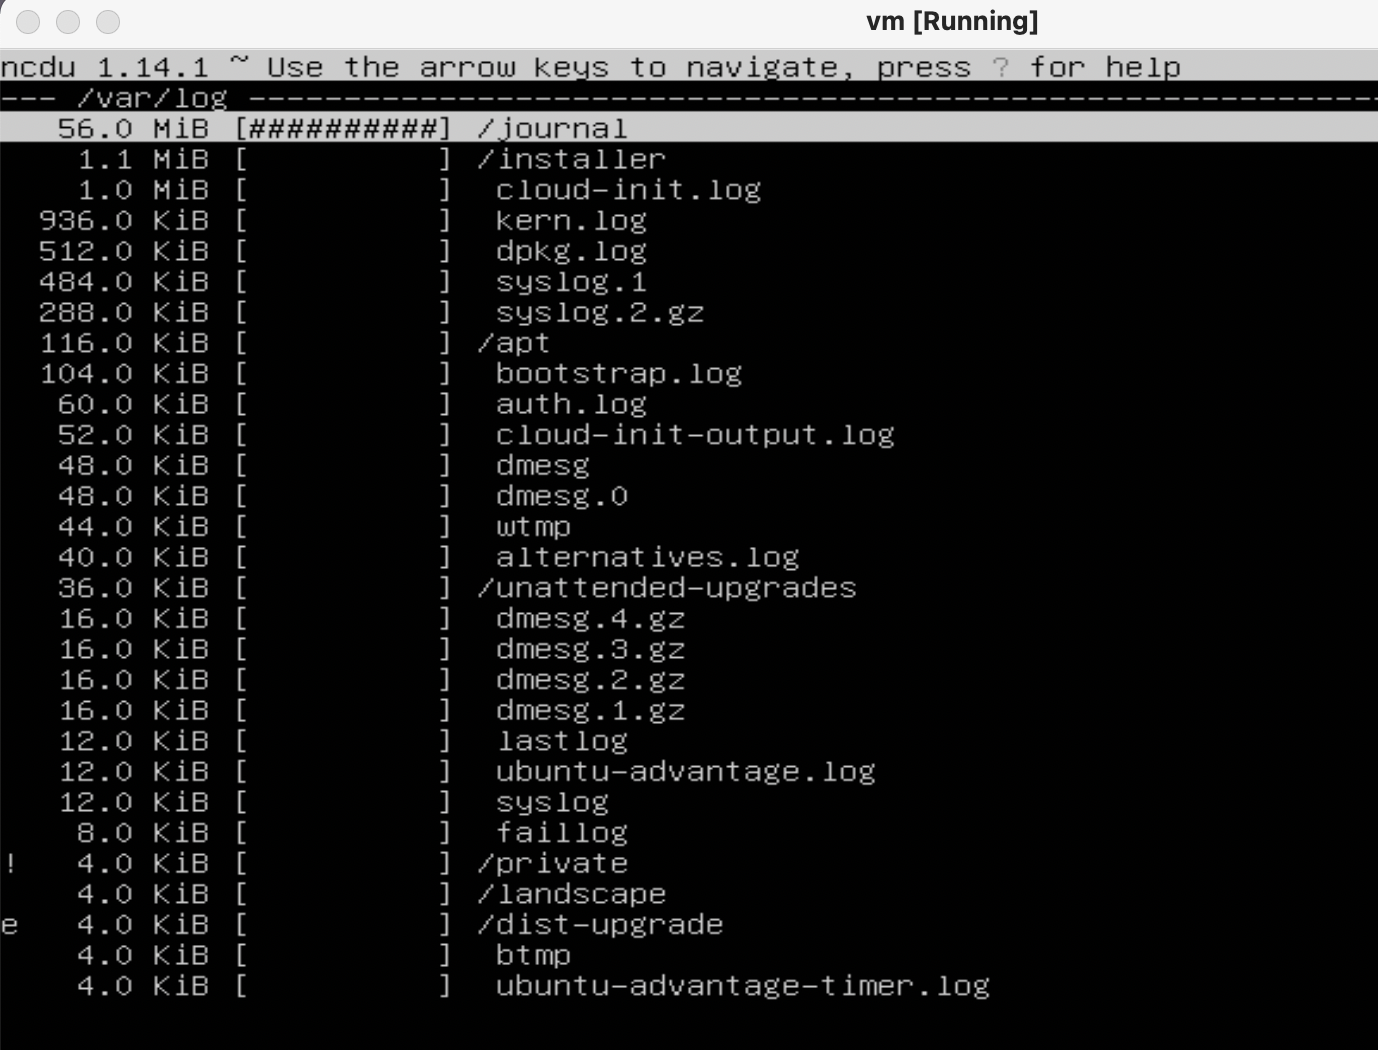 vm [Running]
ncdu 1.14.1 ~ Use the arrow keys to navigate, press ? for help
--- /var/log ------------------------------------------------------------
   56.0 MiB [##########] /journal
    1.1 MiB [          ] /installer
    1.0 MiB [          ]  cloud-init.log
  936.0 KiB [          ]  kern.log
  512.0 KiB [          ]  dpkg.log
  484.0 KiB [          ]  syslog.1
  288.0 KiB [          ]  syslog.2.gz
  116.0 KiB [          ] /apt
  104.0 KiB [          ]  bootstrap.log
   60.0 KiB [          ]  auth.log
   52.0 KiB [          ]  cloud-init-output.log
   48.0 KiB [          ]  dmesg
   48.0 KiB [          ]  dmesg.0
   44.0 KiB [          ]  wtmp
   40.0 KiB [          ]  alternatives.log
   36.0 KiB [          ] /unattended-upgrades
   16.0 KiB [          ]  dmesg.4.gz
   16.0 KiB [          ]  dmesg.3.gz
   16.0 KiB [          ]  dmesg.2.gz
   16.0 KiB [          ]  dmesg.1.gz
   12.0 KiB [          ]  lastlog
   12.0 KiB [          ]  ubuntu-advantage.log
   12.0 KiB [          ]  syslog
    8.0 KiB [          ]  faillog
!   4.0 KiB [          ] /private
    4.0 KiB [          ] /landscape
e   4.0 KiB [          ] /dist-upgrade
    4.0 KiB [          ]  btmp
    4.0 KiB [          ]  ubuntu-advantage-timer.log